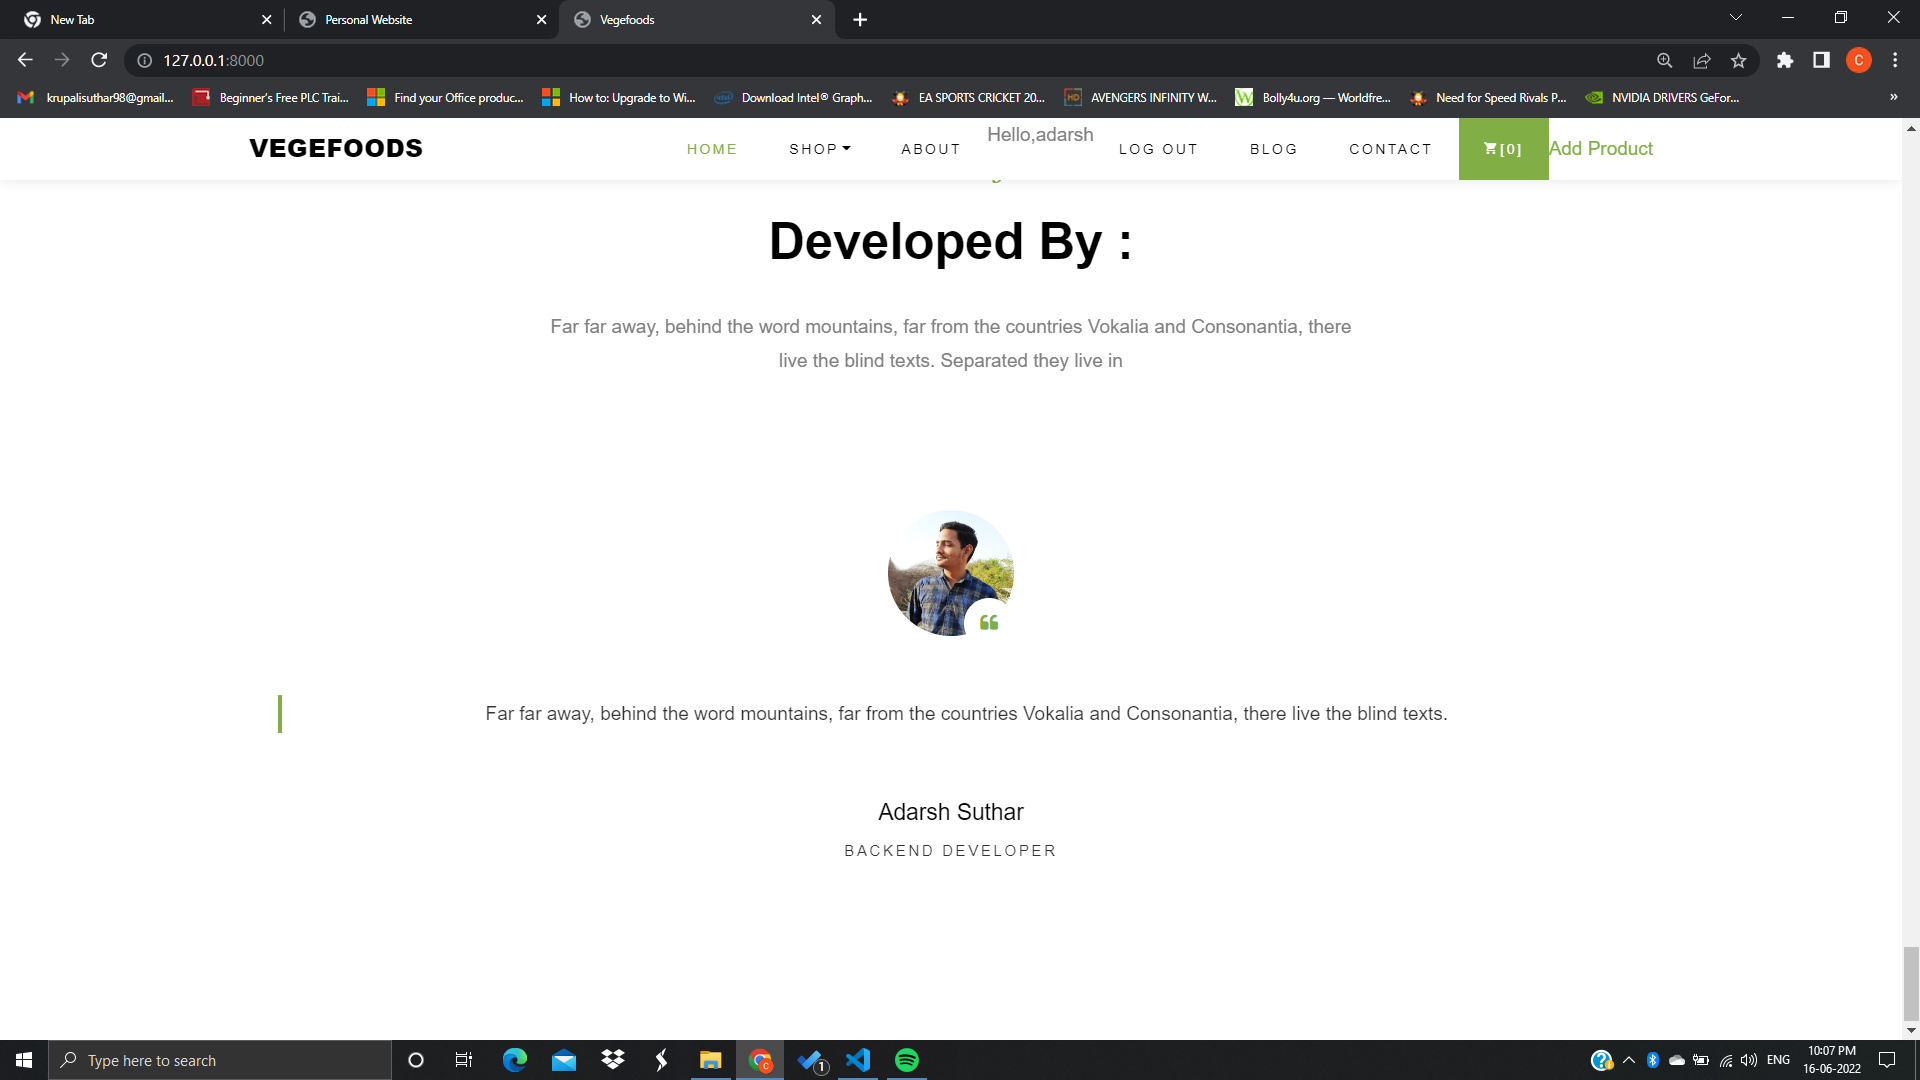 New Tab
Personal Website
Vegefoods
127.0.0.1:8000
C
krupalisuthar98@gmail...
Beginner's Free PLC Trai...
Find your Office produc...
How to: Upgrade to Wi...
Download Intel® Graph...
EA SPORTS CRICKET 20...
AVENGERS INFINITY W...
Bolly4u.org — Worldfre...
Need for Speed Rivals P...
NVIDIA DRIVERS GeFor...
»
VEGEFOODS
HOME
SHOP
ABOUT
Hello,adarsh
LOG OUT
BLOG
CONTACT
[0]
Add Product
Developed By :
Far far away, behind the word mountains, far from the countries Vokalia and Consonantia, there
live the blind texts. Separated they live in
Far far away, behind the word mountains, far from the countries Vokalia and Consonantia, there live the blind texts.
Adarsh Suthar
BACKEND DEVELOPER
Type here to search
1
ENG
10:07 PM
16-06-2022